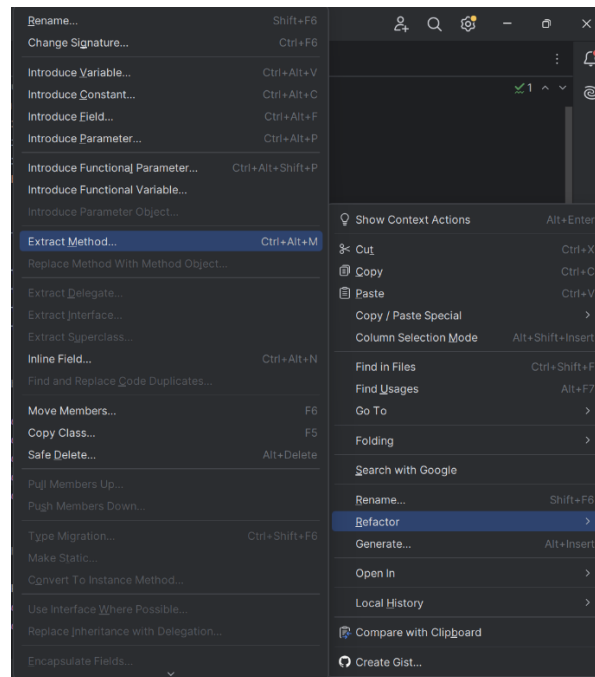 Rename... Shift+F6
Change Signature... Ctrl+F6
Introduce Variable... Ctrl+Alt+V
Introduce Constant... Ctrl+Alt+C
Introduce Field... Ctrl+Alt+F
Introduce Parameter... Ctrl+Alt+P
Introduce Functional Parameter... Ctrl+Alt+Shift+P
Introduce Functional Variable...
Introduce Parameter Object...
Extract Method... Ctrl+Alt+M
Replace Method With Method Object...
Extract Delegate...
Extract Interface...
Extract Superclass...
Inline Field... Ctrl+Alt+N
Find and Replace Code Duplicates...
Move Members... F6
Copy Class... F5
Safe Delete... Alt+Delete
Pull Members Up...
Push Members Down...
Type Migration... Ctrl+Shift+F6
Make Static...
Convert To Instance Method...
Use Interface Where Possible...
Replace Inheritance with Delegation...
Encapsulate Fields...
1
Show Context Actions Alt+Enter
Cut Ctrl+X
Copy Ctrl+C
Paste Ctrl+V
Copy / Paste Special
Column Selection Mode Alt+Shift+Insert
Find in Files Ctrl+Shift+F
Find Usages Alt+F7
Go To
Folding
Search with Google
Rename... Shift+F6
Refactor
Generate... Alt+Insert
Open In
Local History
Compare with Clipboard
Create Gist...